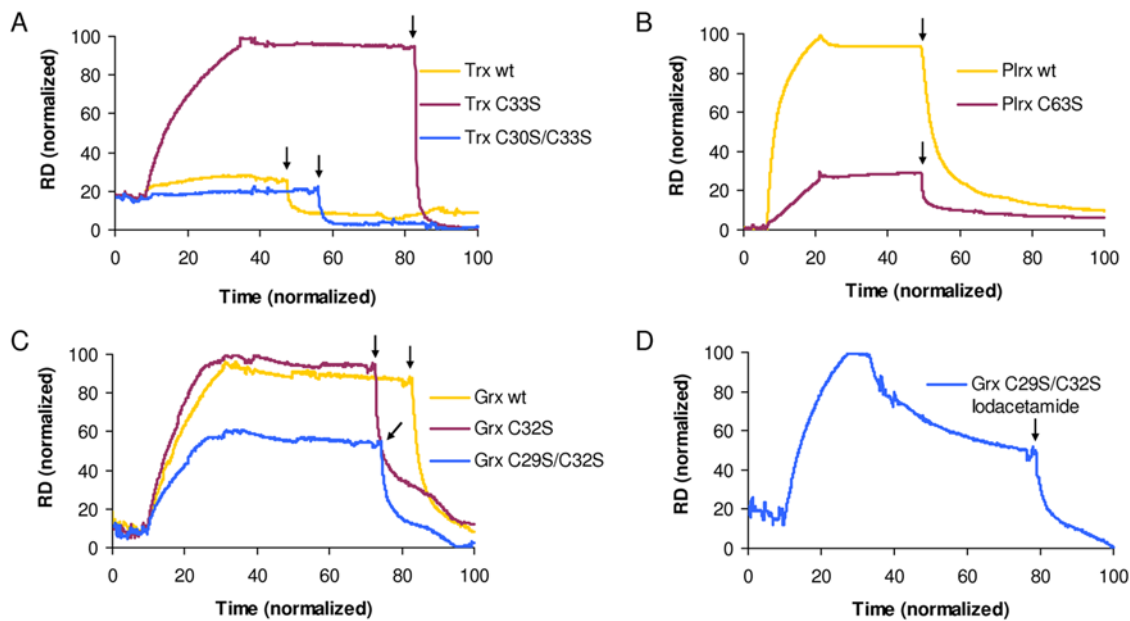 A
RD (normalized)
100
80
60
40
20
0
0 20 40 60 80 100
Time (normalized)
Trx wt
Trx C33S
Trx C30S/C33S
B
RD (normalized)
100
80
60
40
20
0
0 20 40 60 80 100
Time (normalized)
Plrx wt
Plrx C63S
C
RD (normalized)
100
80
60
40
20
0
0 20 40 60 80 100
Time (normalized)
Grx wt
Grx C32S
Grx C29S/C32S
D
RD (normalized)
100
80
60
40
20
0
0 20 40 60 80 100
Time (normalized)
Grx C29S/C32S
Iodacetamide